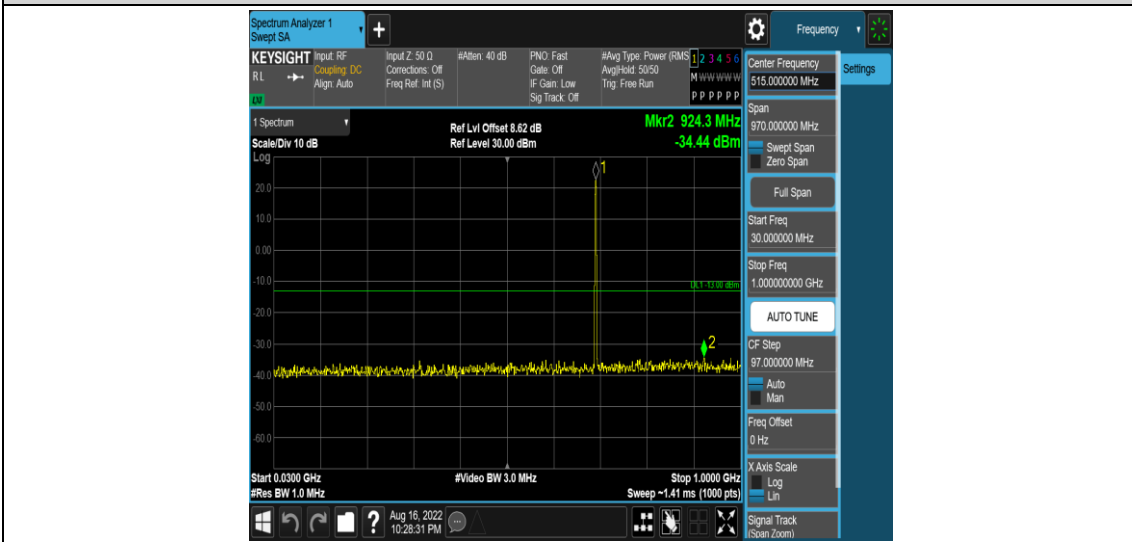 Spectrum Analyzer 1
Swept SA
+
Frequency
KEYSIGHT
R L
LXI
Input: RF
Coupling: DC
Align: Auto
Input Z: 50 Ω
Corrections: Off
Freq Ref: Int (S)
#Atten: 40 dB
PNO: Fast
Gate: Off
IF Gain: Low
Sig Track: Off
#Avg Type: Power (RMS
Avg|Hold: 50/50
Trig: Free Run
1 2 3 4 5 6
M W W W W W
P P P P P P
1 Spectrum
Scale/Div 10 dB
Log
Ref Lvl Offset 8.62 dB
Ref Level 30.00 dBm
Mkr2 924.3 MHz
-34.44 dBm
1
20.0
10.0
0.00
-10.0
DL1 -13.00 dBm
-20.0
-30.0
2
-40.0
-50.0
-60.0
Start 0.0300 GHz
#Res BW 1.0 MHz
#Video BW 3.0 MHz
Stop 1.0000 GHz
Sweep ~1.41 ms (1000 pts)
?
Aug 16, 2022
10:28:31 PM
Center Frequency
515.000000 MHz
Settings
Span
970.000000 MHz
Swept Span
Zero Span
Full Span
Start Freq
30.000000 MHz
Stop Freq
1.000000000 GHz
AUTO TUNE
CF Step
97.000000 MHz
Auto
Man
Freq Offset
0 Hz
X Axis Scale
Log
Lin
Signal Track
(Span Zoom)